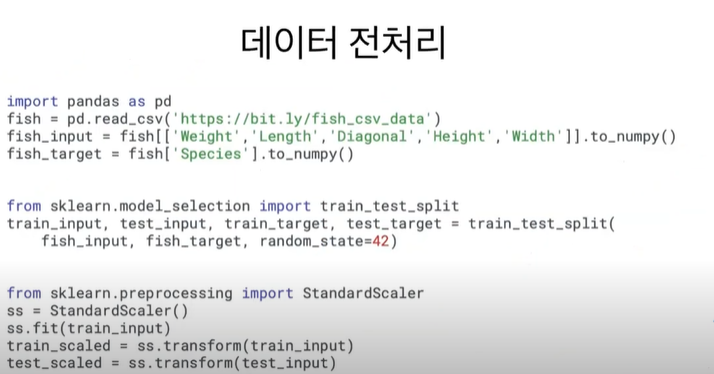 데이터 전처리
import pandas as pd
fish = pd.read_csv('https://bit.ly/fish_csv_data')
fish_input = fish[['Weight','Length','Diagonal','Height','Width']].to_numpy()
fish_target = fish['Species'].to_numpy()
from sklearn.model_selection import train_test_split
train_input, test_input, train_target, test_target = train_test_split(
    fish_input, fish_target, random_state=42)
from sklearn.preprocessing import StandardScaler
ss = StandardScaler()
ss.fit(train_input)
train_scaled = ss.transform(train_input)
test_scaled = ss.transform(test_input)